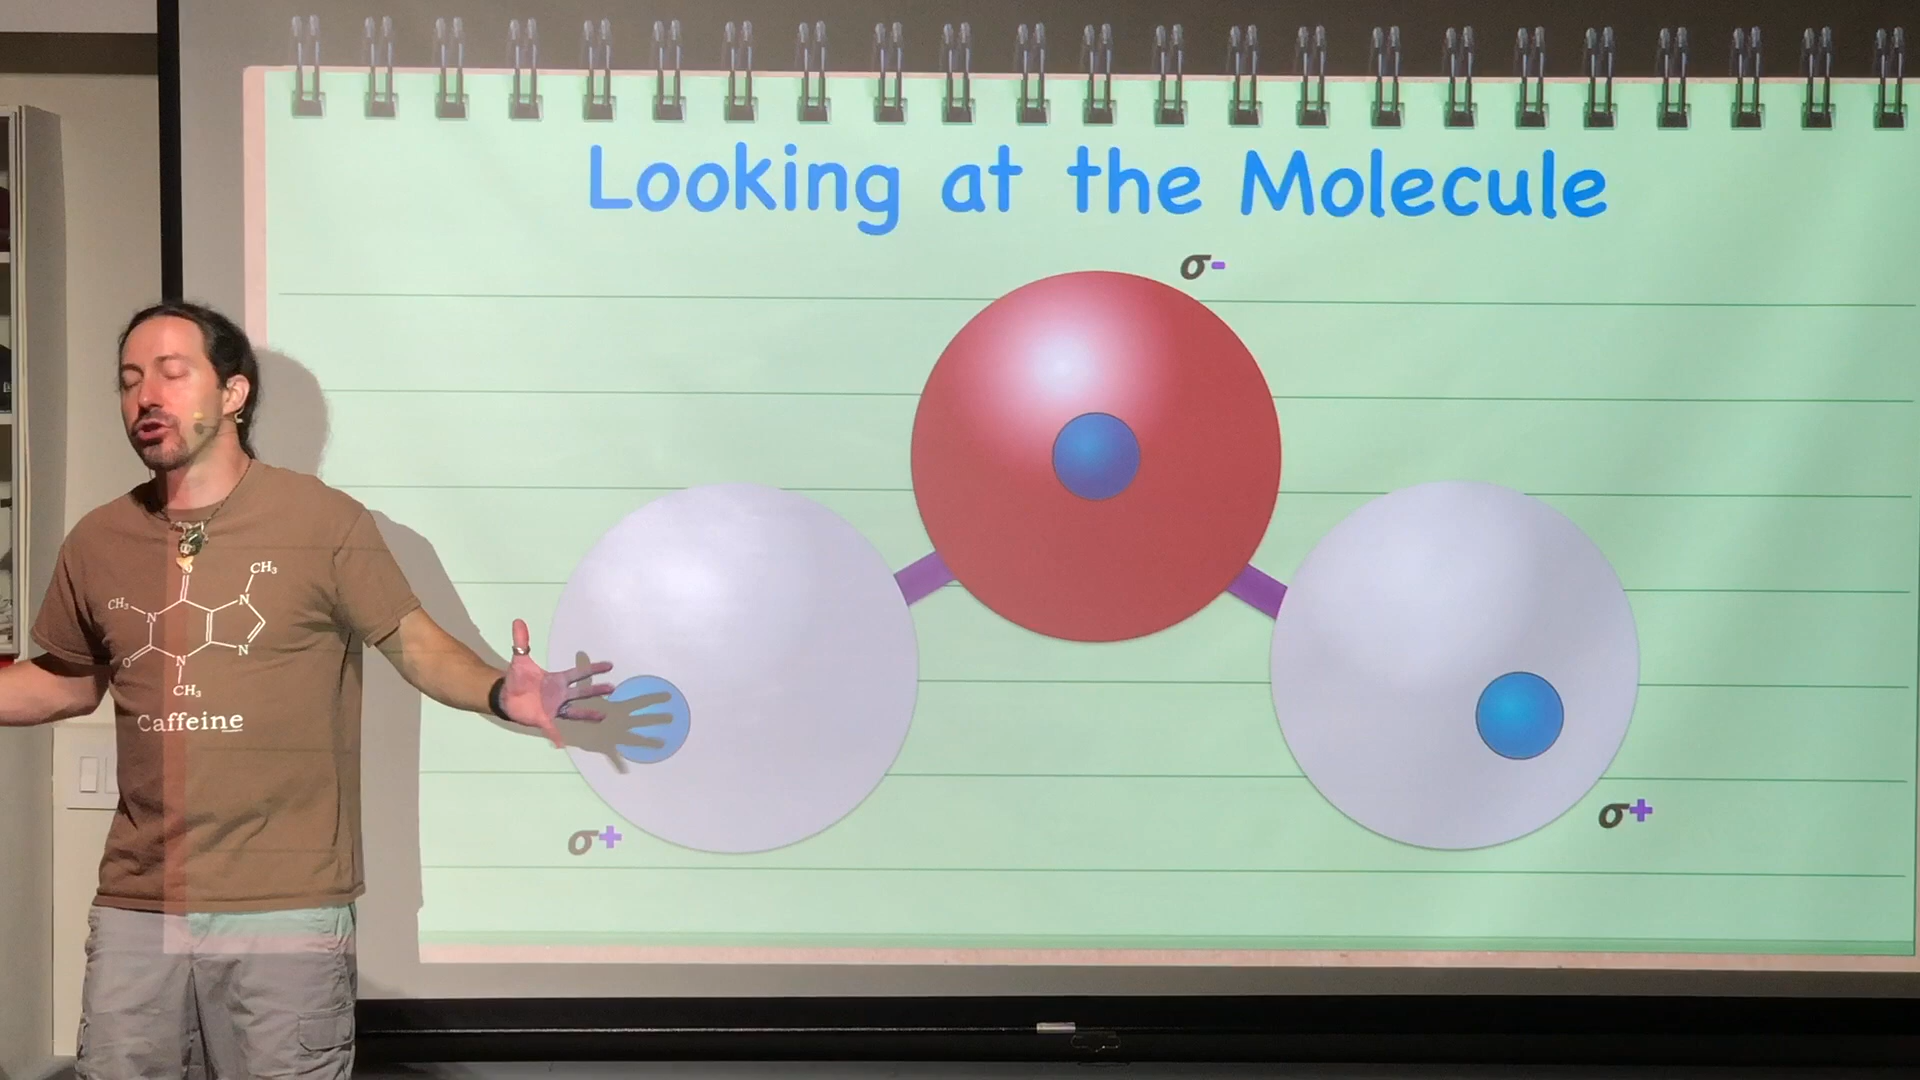 Looking at the Molecule
σ-
CH₃
CH₃
N
N
O
N
N
CH₃
Caffeine
σ+
σ+